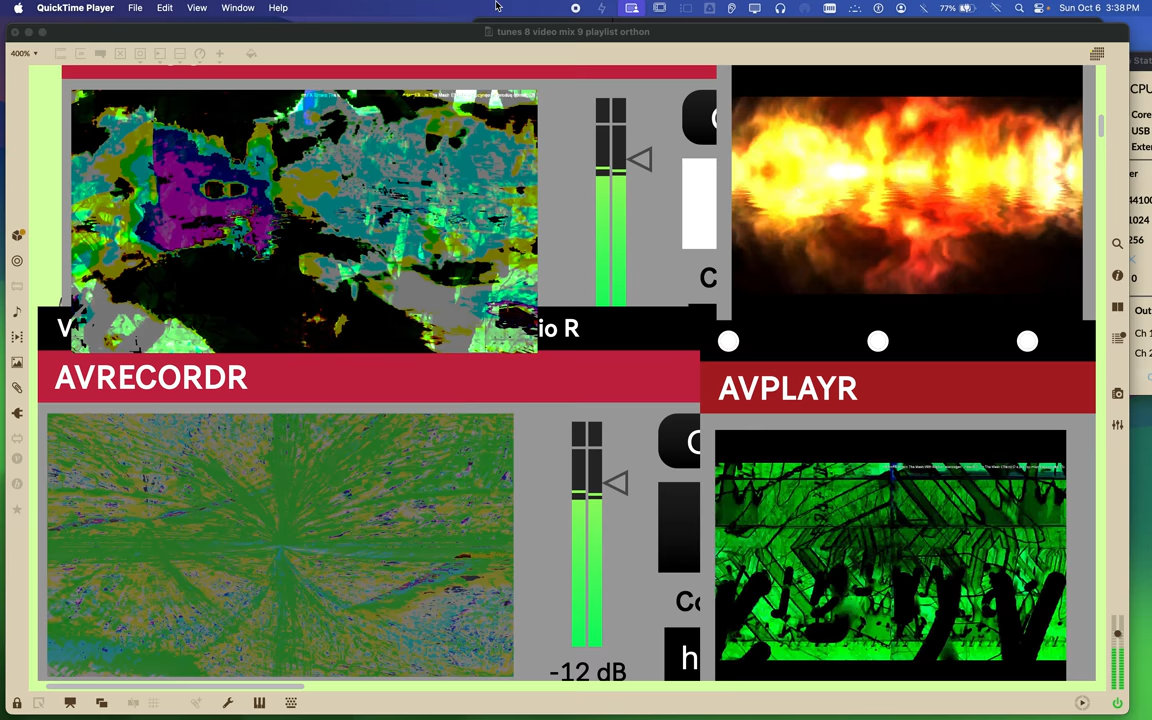 QuickTime Player File Edit View Window Help 77% Sun Oct 6 3:38 PM
tunes 8 video mix 9 playlist orthon
400%
Stat
CPU
Core
USB
Exter
er
44100
1024
256
0
Out
Ch 1
Ch 2
C
V io R
AVRECORDR
AVPLAYR
C
-12 dB
h